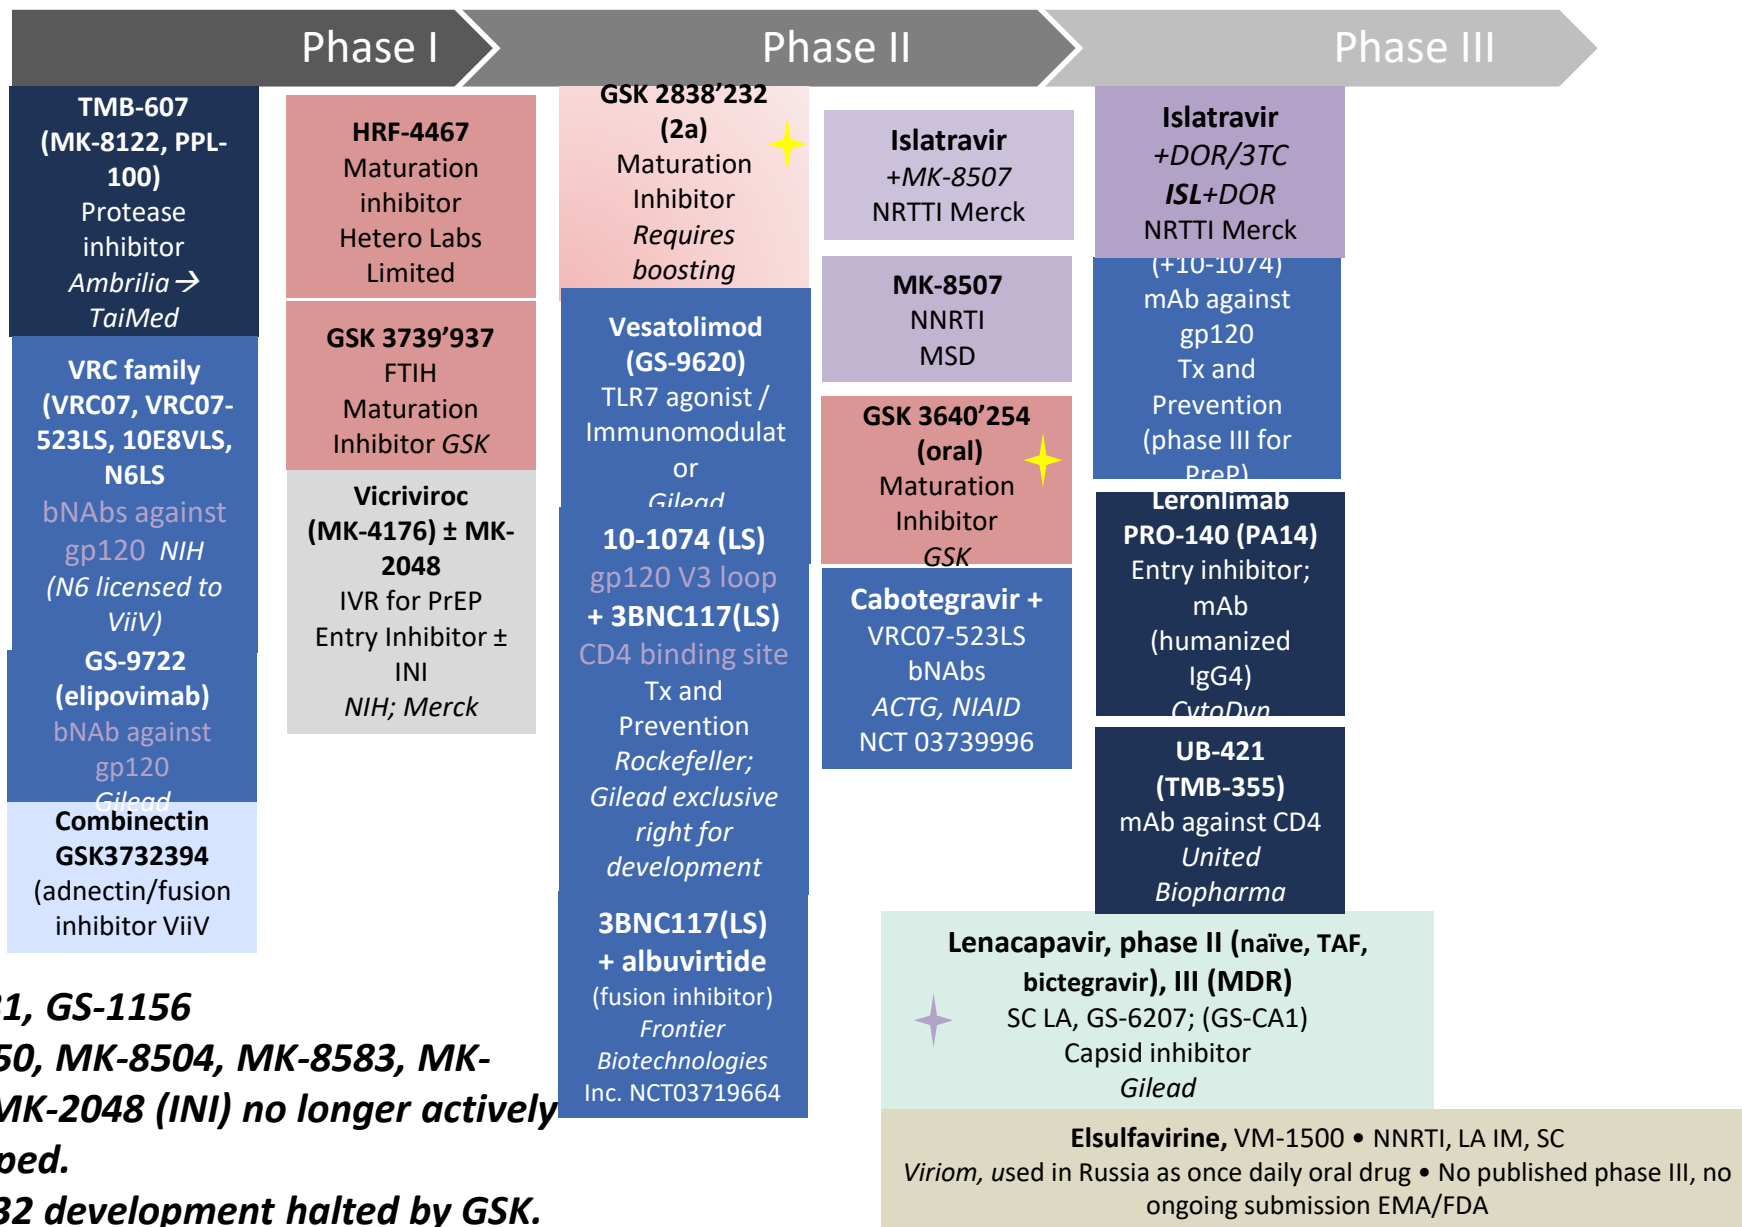 Phase I
Phase II
Phase III
TMB-607
(MK-8122, PPL-
100)
Protease
inhibitor
Ambrilia →
TaiMed
VRC family
(VRC07, VRC07-
523LS, 10E8VLS,
N6LS
bNAbs against
gp120 NIH
(N6 licensed to
ViiV)
GS-9722
(elipovimab)
bNAb against
gp120
Gilead
Combinectin
GSK3732394
(adnectin/fusion
inhibitor ViiV
HRF-4467
Maturation
inhibitor
Hetero Labs
Limited
GSK 3739’937
FTIH
Maturation
Inhibitor GSK
Vicriviroc
(MK-4176) ± MK-
2048
IVR for PrEP
Entry Inhibitor ±
INI
NIH; Merck
GSK 2838’232
(2a)
Maturation
Inhibitor
Requires
boosting
Vesatolimod
(GS-9620)
TLR7 agonist /
Immunomodulat
or
Gilead
10-1074 (LS)
gp120 V3 loop
+ 3BNC117(LS)
CD4 binding site
Tx and
Prevention
Rockefeller;
Gilead exclusive
right for
development
3BNC117(LS)
+ albuvirtide
(fusion inhibitor)
Frontier
Biotechnologies
Inc. NCT03719664
Islatravir
+MK-8507
NRTTI Merck
MK-8507
NNRTI
MSD
GSK 3640’254
(oral)
Maturation
Inhibitor
GSK
Cabotegravir +
VRC07-523LS
bNAbs
ACTG, NIAID
NCT 03739996
Islatravir
+DOR/3TC
ISL+DOR
NRTTI Merck
(+10-1074)
mAb against
gp120
Tx and
Prevention
(phase III for
PreP)
Leronlimab
PRO-140 (PA14)
Entry inhibitor;
mAb
(humanized
IgG4)
CytoDyn
UB-421
(TMB-355)
mAb against CD4
United
Biopharma
Lenacapavir, phase II (naïve, TAF,
bictegravir), III (MDR)
SC LA, GS-6207; (GS-CA1)
Capsid inhibitor
Gilead
Elsulfavirine, VM-1500 • NNRTI, LA IM, SC
Viriom, used in Russia as once daily oral drug • No published phase III, no
ongoing submission EMA/FDA
1, GS-1156
50, MK-8504, MK-8583, MK-
MK-2048 (INI) no longer actively
ped.
32 development halted by GSK.